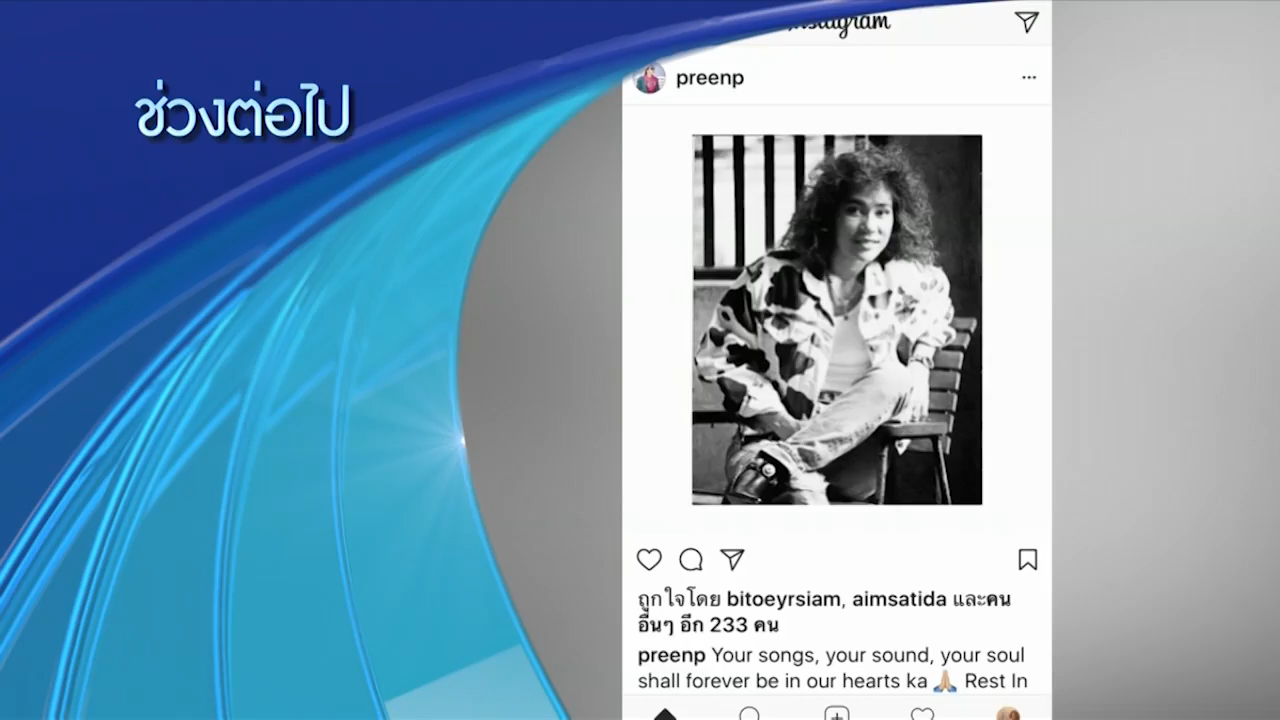 ช่วงต่อไป
Instagram
preenp
ถูกใจโดย bitoeyrsiam, aimsatida และคน
อื่นๆ อีก 233 คน
preenp Your songs, your sound, your soul
shall forever be in our hearts ka 🙏🏼 Rest In